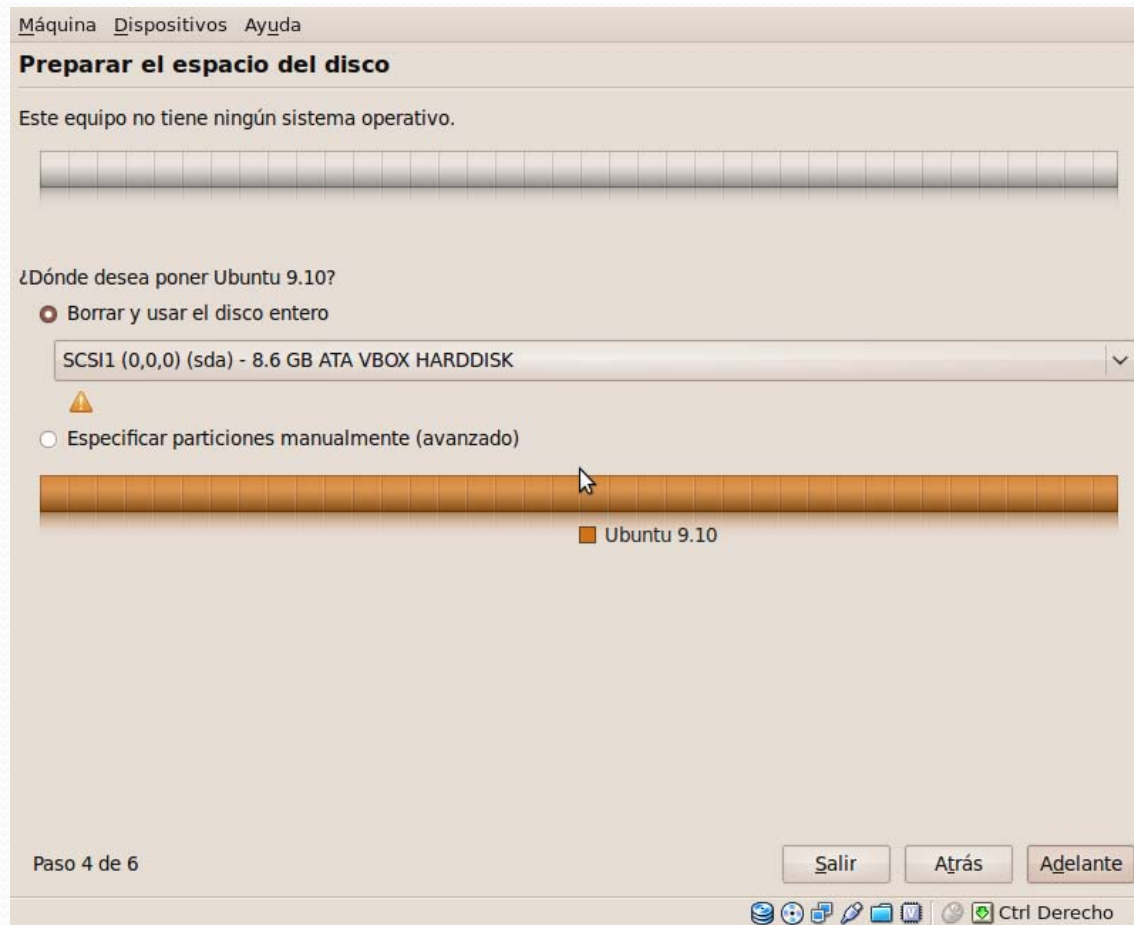 Máquina Dispositivos Ayuda
Preparar el espacio del disco
Este equipo no tiene ningún sistema operativo.
¿Dónde desea poner Ubuntu 9.10?
Borrar y usar el disco entero
SCSI1 (0,0,0) (sda) - 8.6 GB ATA VBOX HARDDISK
Especificar particiones manualmente (avanzado)
Ubuntu 9.10
Paso 4 de 6 Salir Atrás Adelante
Ctrl Derecho